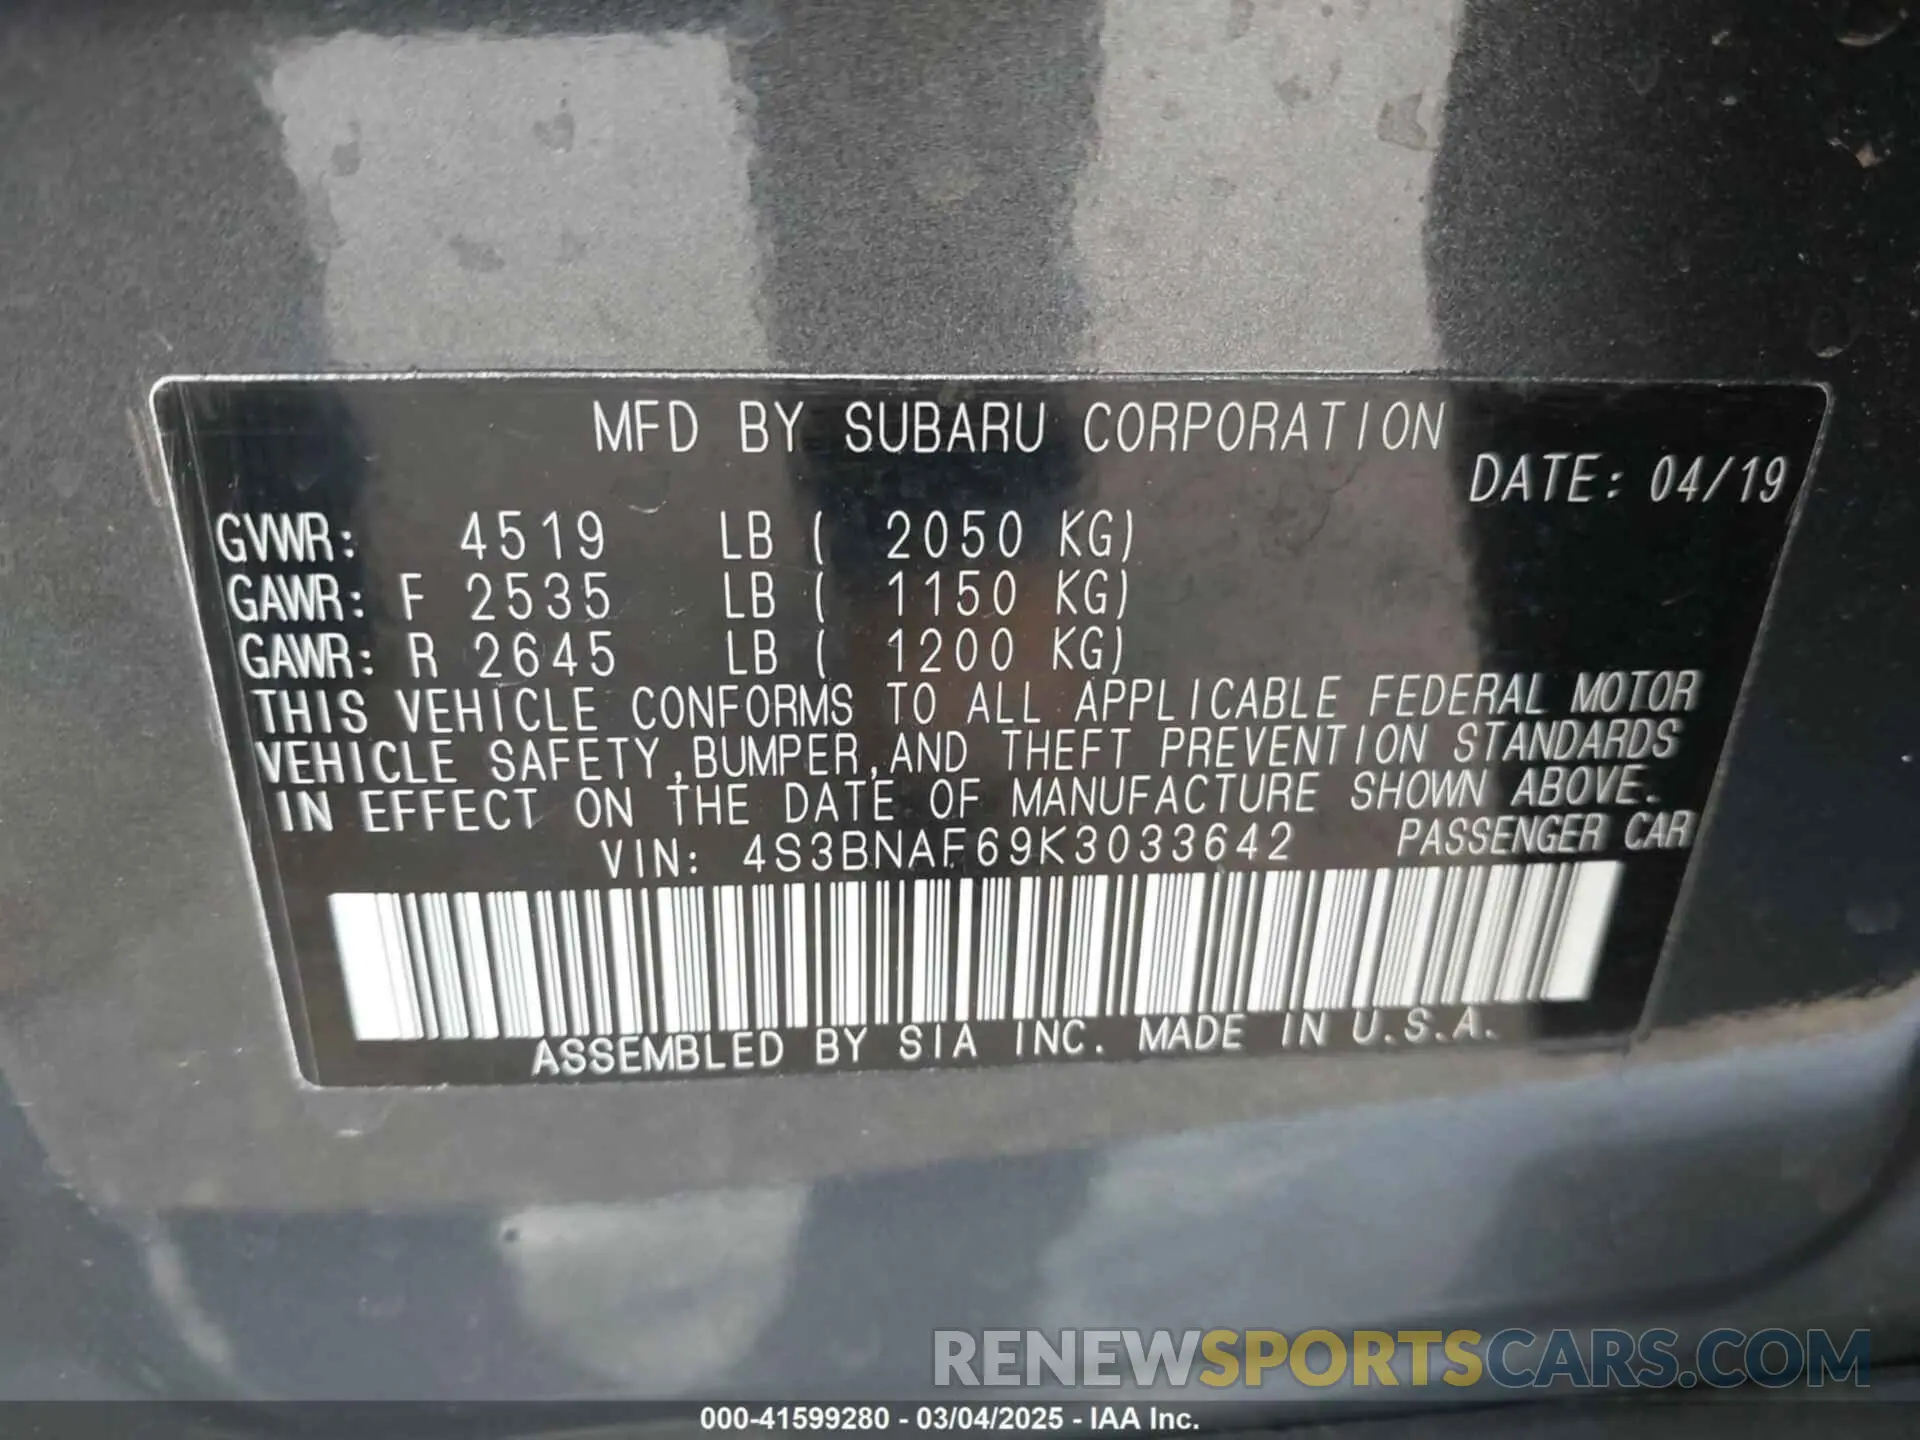 MFD BY SUBARU CORPORATION
DATE: 04/19
GVWR: 4519 LB ( 2050 KG)
GAWR: F 2535 LB ( 1150 KG)
GAWR: R 2645 LB ( 1200 KG)
THIS VEHICLE CONFORMS TO ALL APPLICABLE FEDERAL MOTOR
VEHICLE SAFETY,BUMPER,AND THEFT PREVENTION STANDARDS
IN EFFECT ON THE DATE OF MANUFACTURE SHOWN ABOVE.
VIN: 4S3BNAF69K3033642 PASSENGER CAR
ASSEMBLED BY SIA INC. MADE IN U.S.A.
RENEWSPORTSCARS.COM
000-41599280 - 03/04/2025 - IAA Inc.